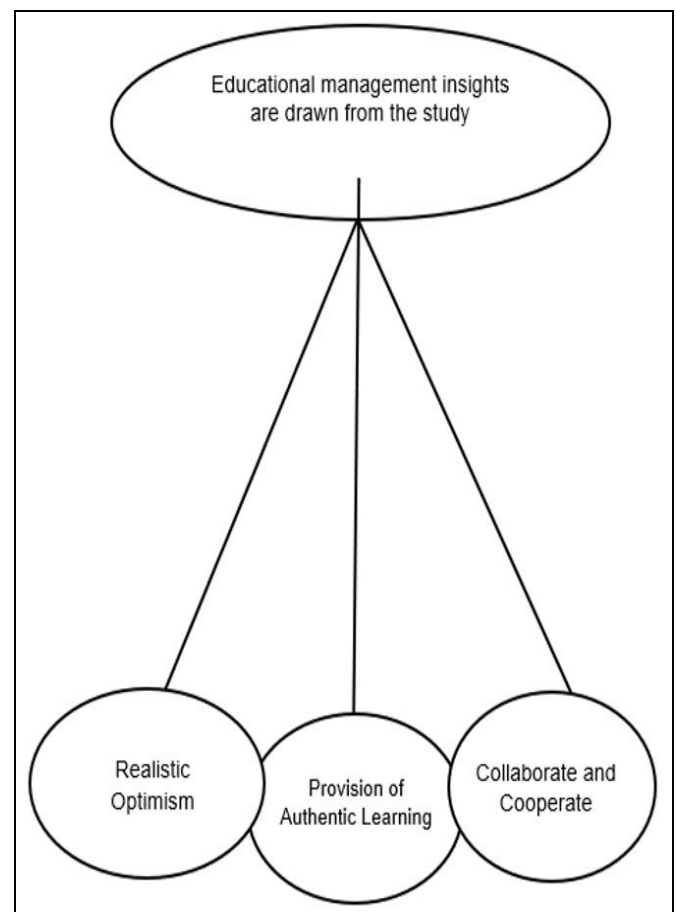 Educational management insights
are drawn from the study
Realistic
Optimism
Provision of
Authentic Learning
Collaborate and
Cooperate